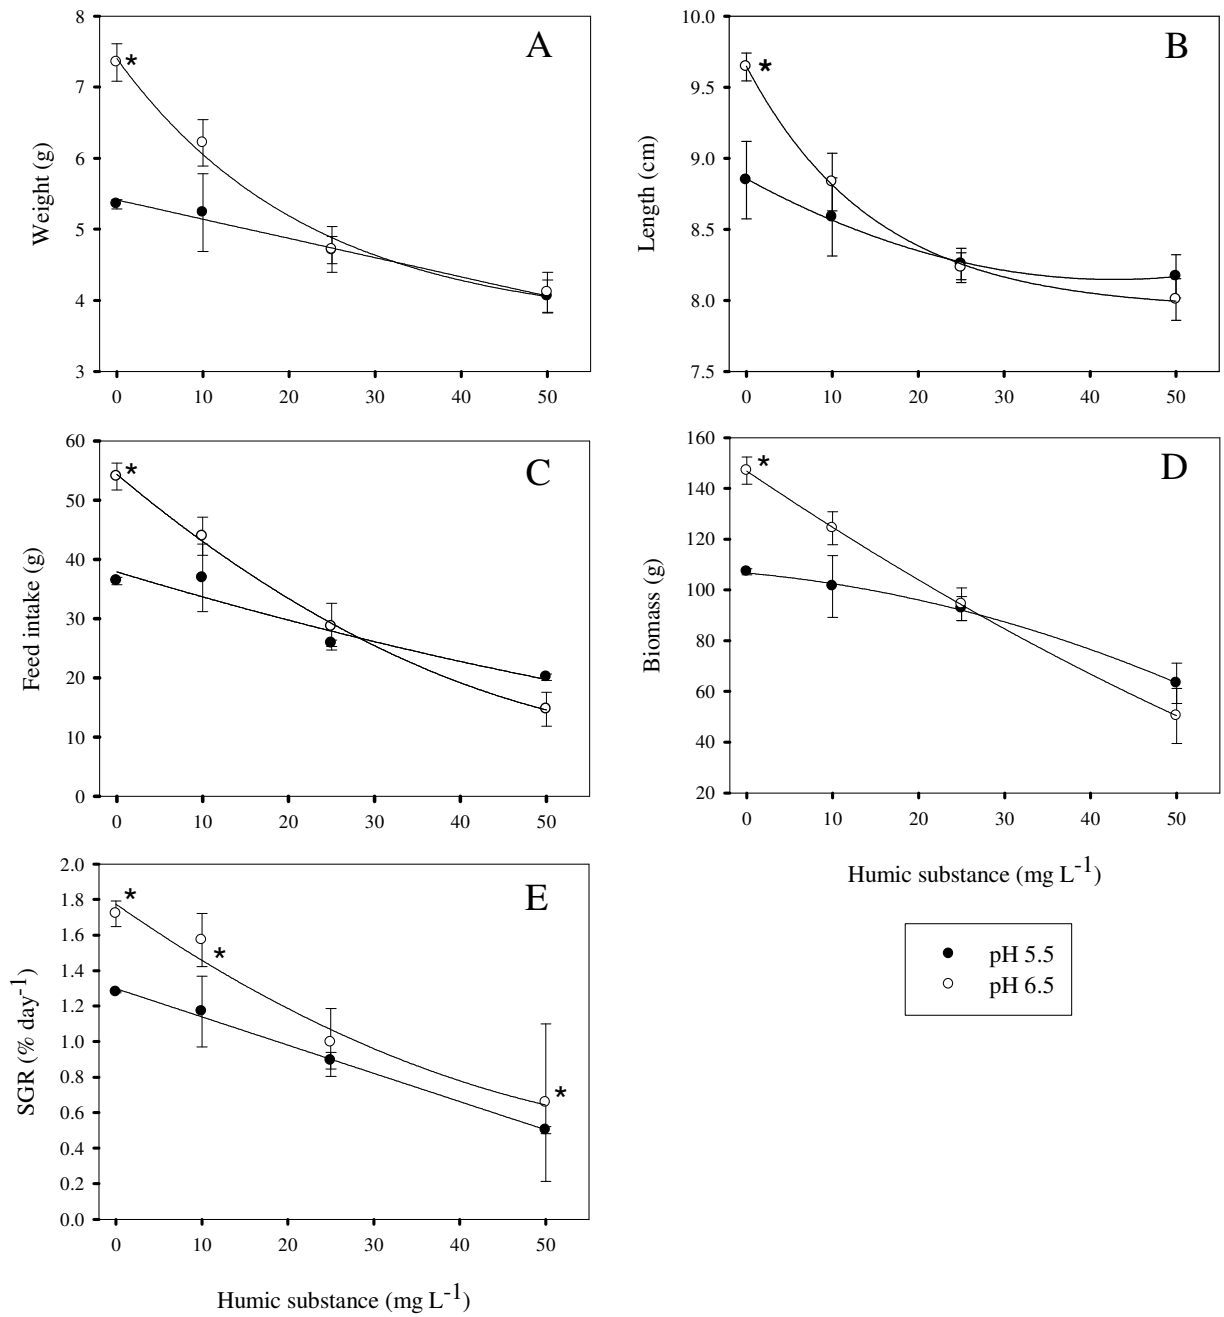 A
Weight (g)
8
7
6
5
4
3
0 10 20 30 40 50
*
B
Length (cm)
10.0
9.5
9.0
8.5
8.0
7.5
0 10 20 30 40 50
*
C
Feed intake (g)
60
50
40
30
20
10
0
0 10 20 30 40 50
*
D
Biomass (g)
160
140
120
100
80
60
40
20
0 10 20 30 40 50
*
Humic substance (mg L-1)
E
SGR (% day-1)
2.0
1.8
1.6
1.4
1.2
1.0
0.8
0.6
0.4
0.2
0.0
0 10 20 30 40 50
*
*
*
Humic substance (mg L-1)
pH 5.5
pH 6.5